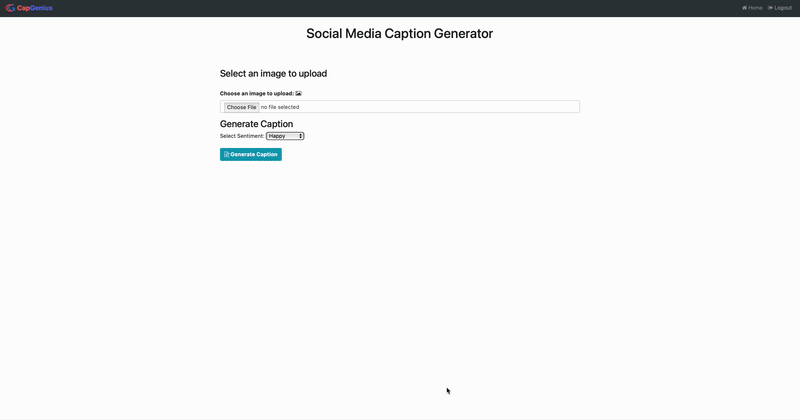 CapGenius
Home Logout
Social Media Caption Generator
Select an image to upload
Choose an image to upload:
Choose File no file selected
Generate Caption
Select Sentiment: Happy
Generate Caption